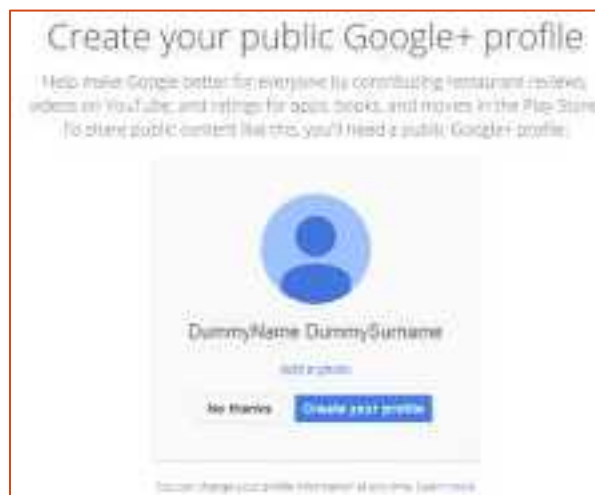 Create your public Google+ profile
Help make Google better for everyone by contributing restaurant reviews,
videos on YouTube, and ratings for apps, books, and movies in the Play Store.
To share public content like this, you'll need a public Google+ profile.
DummyName DummySurname
Add a photo
No thanks
Create your profile
You can change your profile information at any time. Learn more